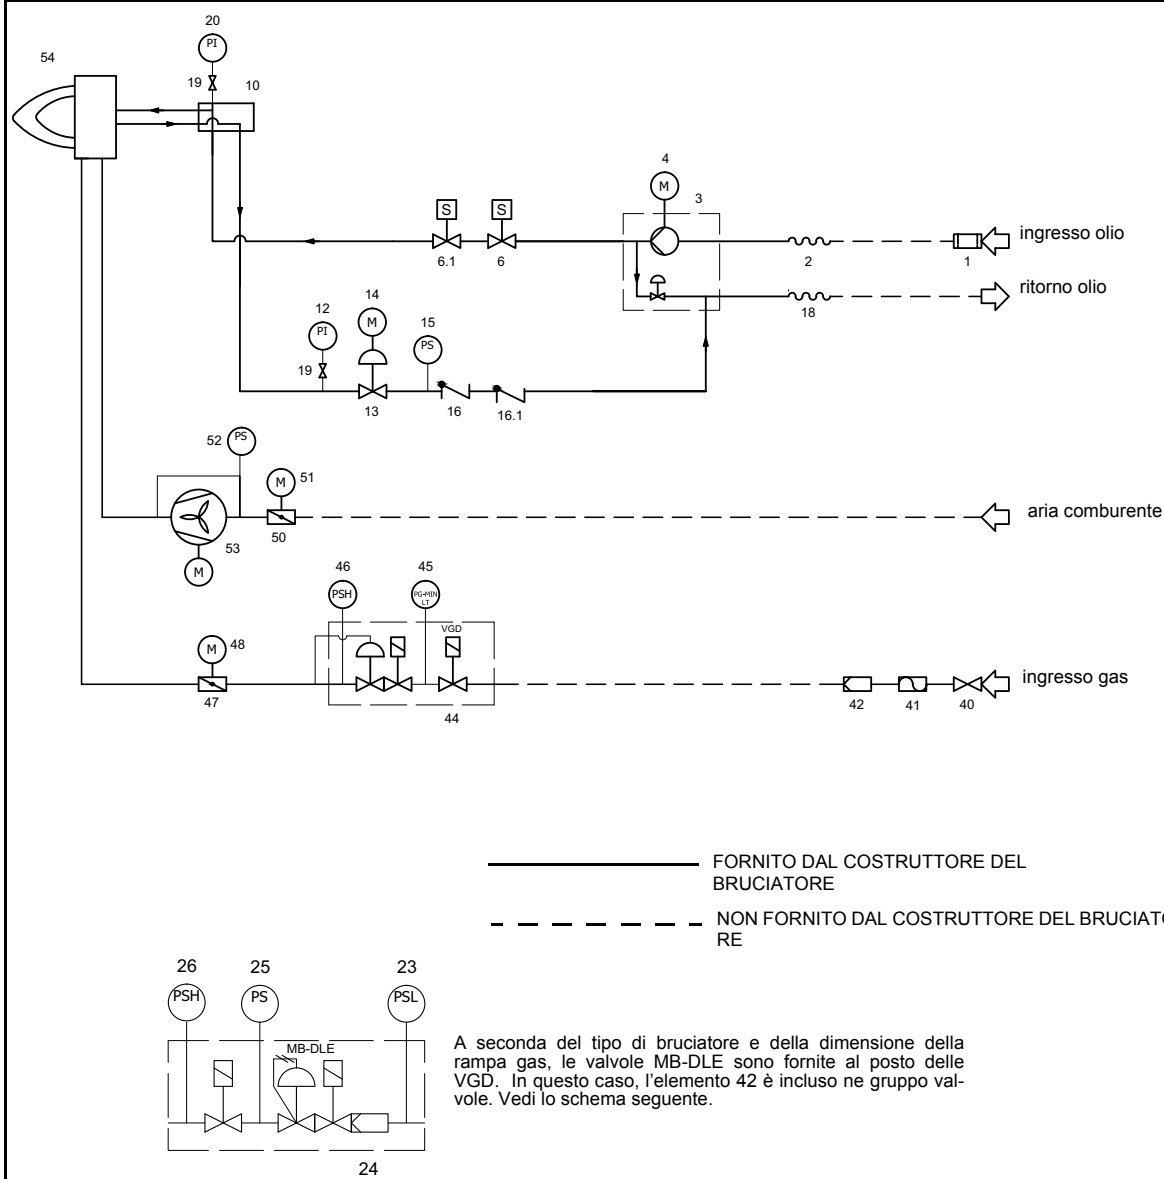 20
54
PI
19
10
4
M
3
S
S
ingresso olio
6.1
6
2
1
ritorno olio
14
18
12
M
15
PI
PS
19
13
16
16.1
52
PS
M
51
aria comburente
53
50
M
46
45
PSH
PG-MIN
LT
VGD
M
48
ingresso gas
47
44
42
41
40
FORNITO DAL COSTRUTTORE DEL
BRUCIATORE
NON FORNITO DAL COSTRUTTORE DEL BRUCIATO
RE
26
25
23
PSH
PS
PSL
MB-DLE
A seconda del tipo di bruciatore e della dimensione della
rampa gas, le valvole MB-DLE sono fornite al posto delle
VGD. In questo caso, l'elemento 42 è incluso ne gruppo val-
vole. Vedi lo schema seguente.
24